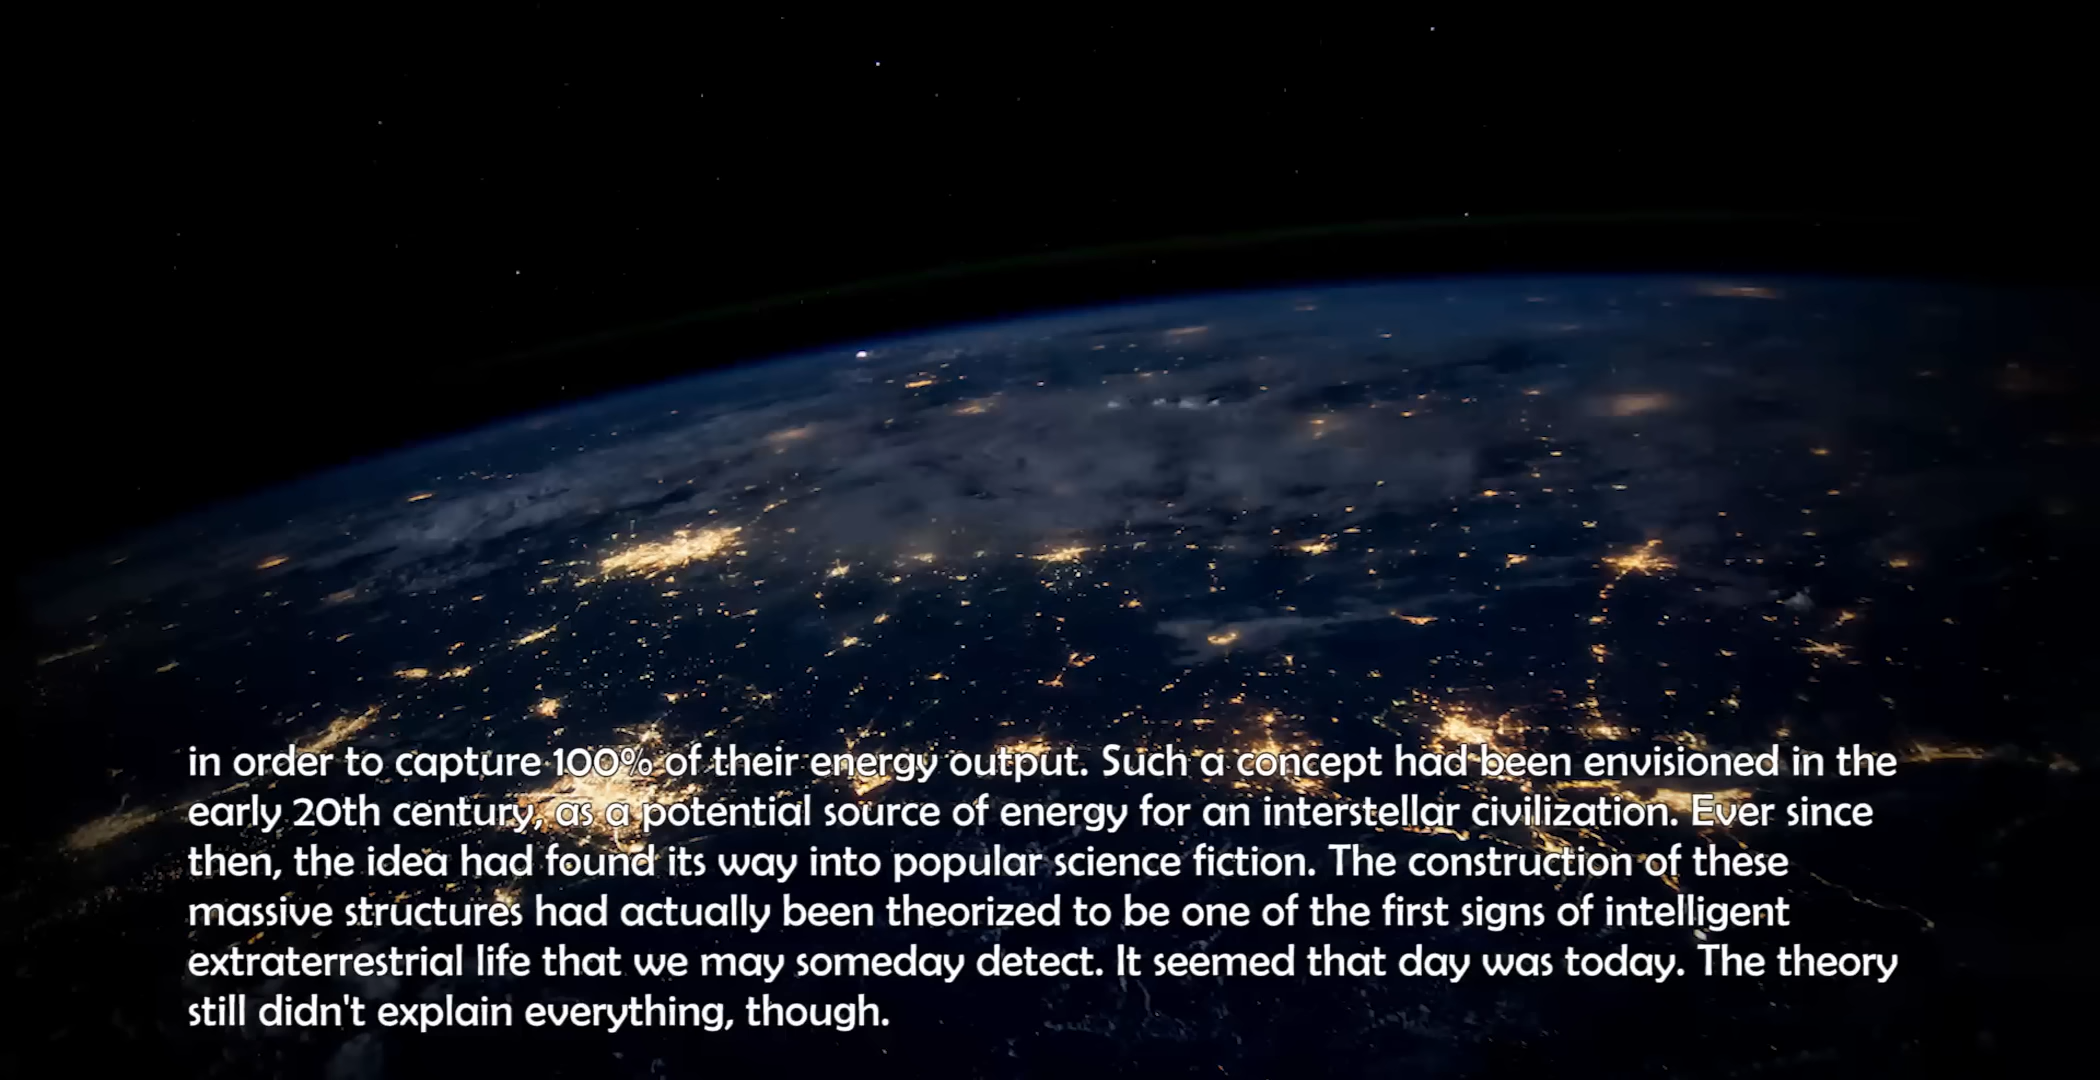 in order to capture 100% of their energy output. Such a concept had been envisioned in the
early 20th century, as a potential source of energy for an interstellar civilization. Ever since
then, the idea had found its way into popular science fiction. The construction of these
massive structures had actually been theorized to be one of the first signs of intelligent
extraterrestrial life that we may someday detect. It seemed that day was today. The theory
still didn't explain everything, though.